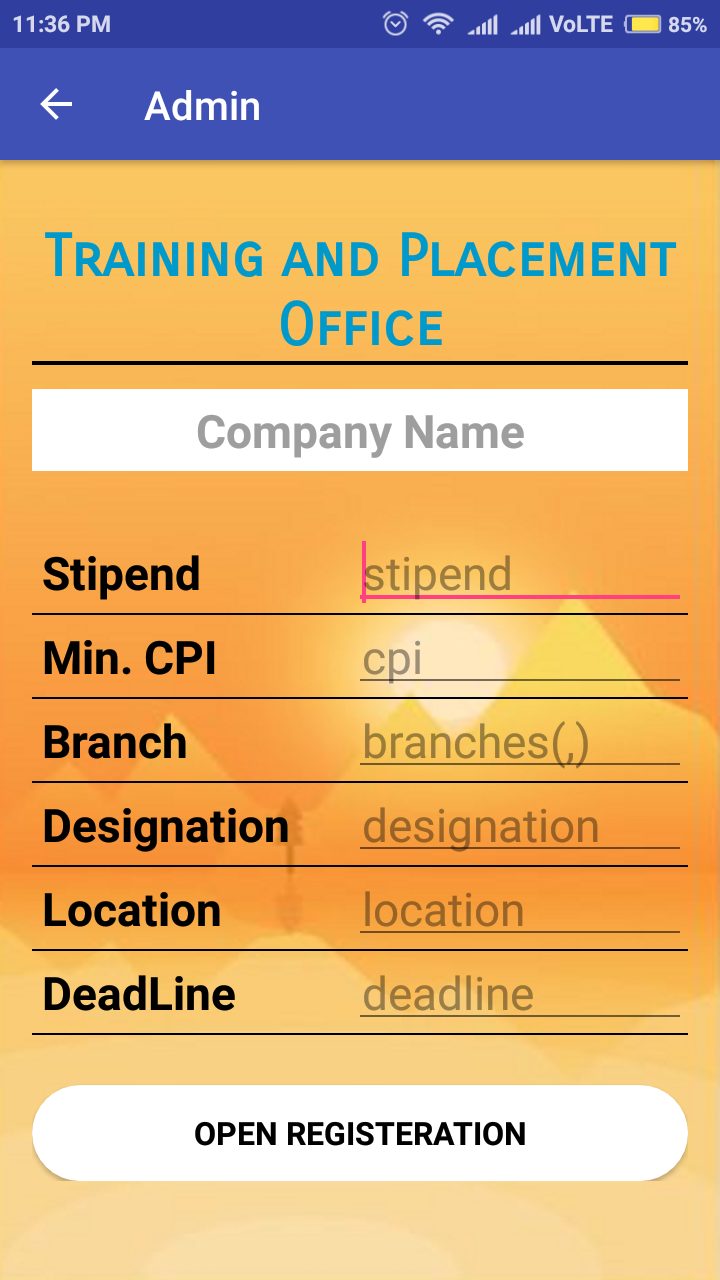 11:36 PM VoLTE 85%
Admin
Training and Placement
Office
Company Name
Stipend stipend
Min. CPI cpi
Branch branches(,)
Designation designation
Location location
DeadLine deadline
OPEN REGISTERATION